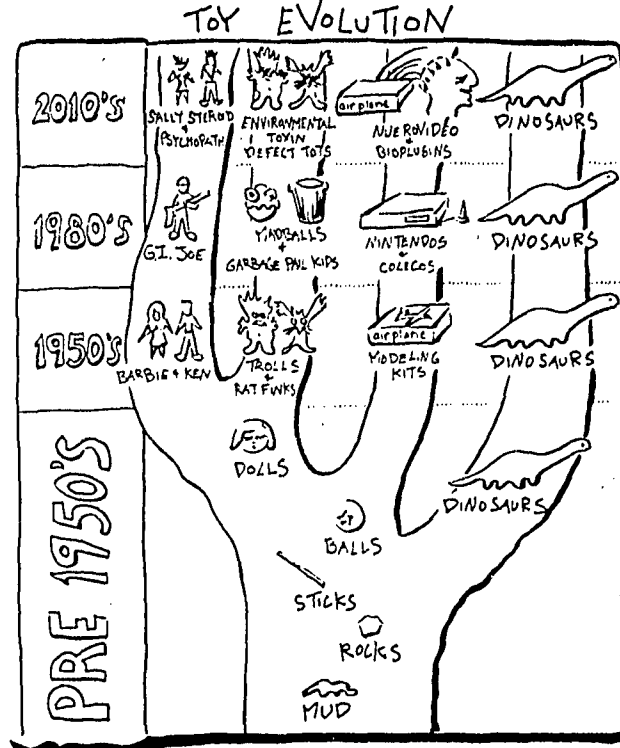 TOY EVOLUTION
2010'S
SALLY STEROID
&
PSYCHOPATH
ENVIRONMENTAL
TOXIN
DEFECT TOTS
airplane
NUEROVIDEO
&
BIOPLUGINS
DINOSAURS
1980'S
G.I. JOE
MADBALLS
&
GARBAGE PAIL KIDS
NINTENDOS
&
COLECOS
DINOSAURS
1950'S
BARBIE & KEN
TROLLS
&
RAT FINKS
airplane
MODELING
KITS
DINOSAURS
PRE 1950'S
DOLLS
DINOSAURS
BALLS
STICKS
ROCKS
MUD